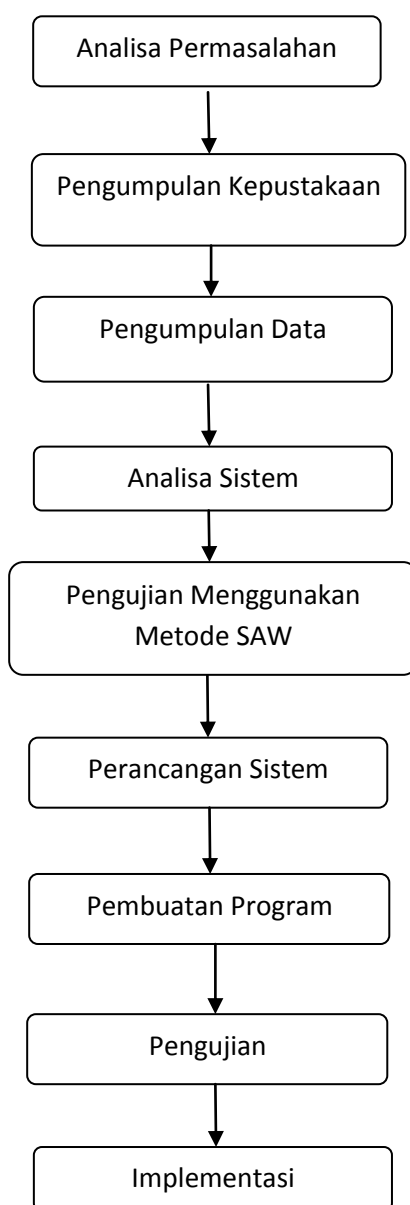 Analisa Permasalahan
Pengumpulan Kepustakaan
Pengumpulan Data
Analisa Sistem
Pengujian Menggunakan
Metode SAW
Perancangan Sistem
Pembuatan Program
Pengujian
Implementasi